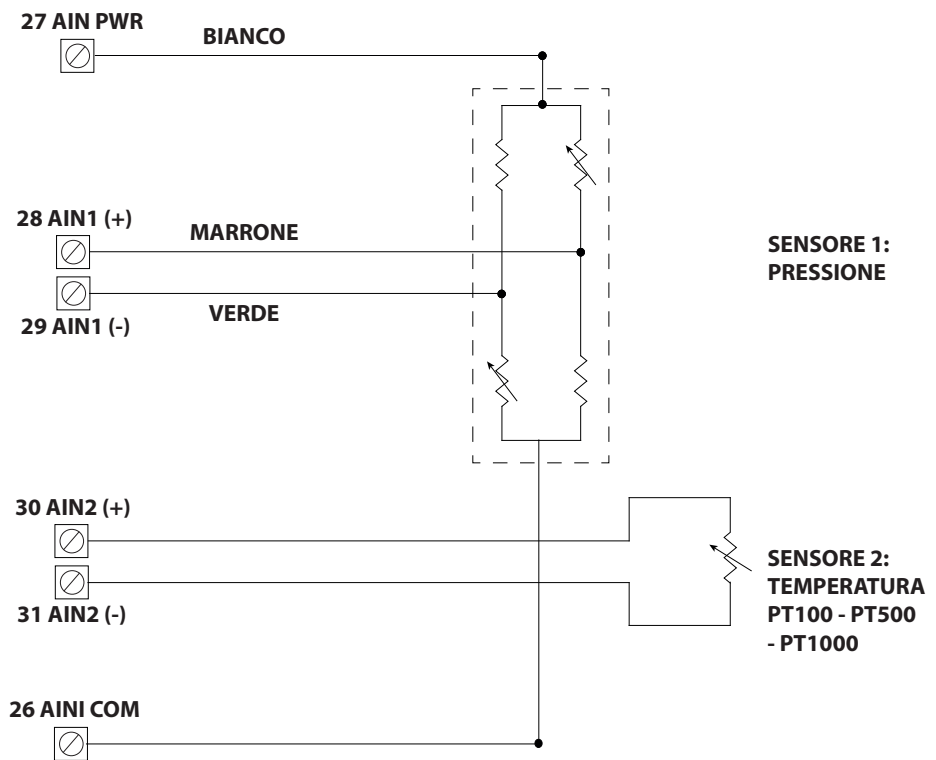 27 AIN PWR
BIANCO
28 AIN1 (+)
MARRONE
SENSORE 1:
PRESSIONE
VERDE
29 AIN1 (-)
30 AIN2 (+)
SENSORE 2:
TEMPERATURA
PT100 - PT500
- PT1000
31 AIN2 (-)
26 AINI COM